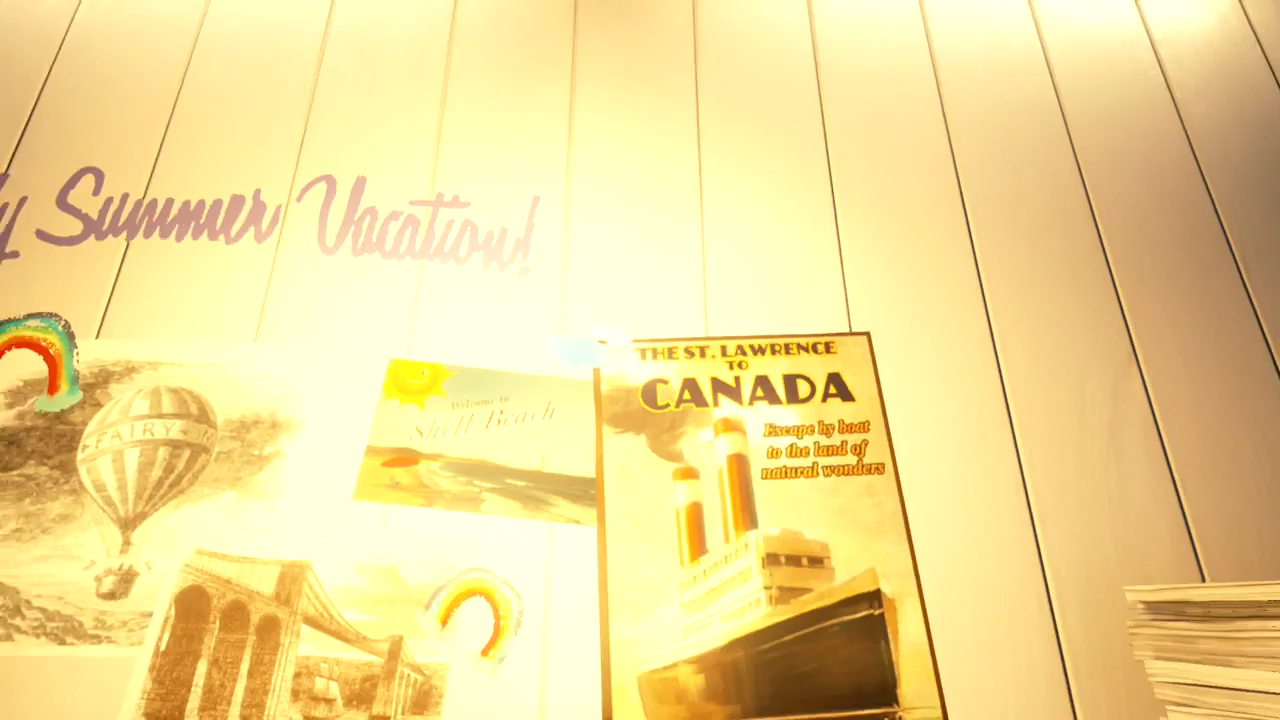 y Summer Vacation!
THE ST. LAWRENCE
TO
CANADA
Escape by boat
to the land of
natural wonders
Welcome to
Shell Beach
FAIRY